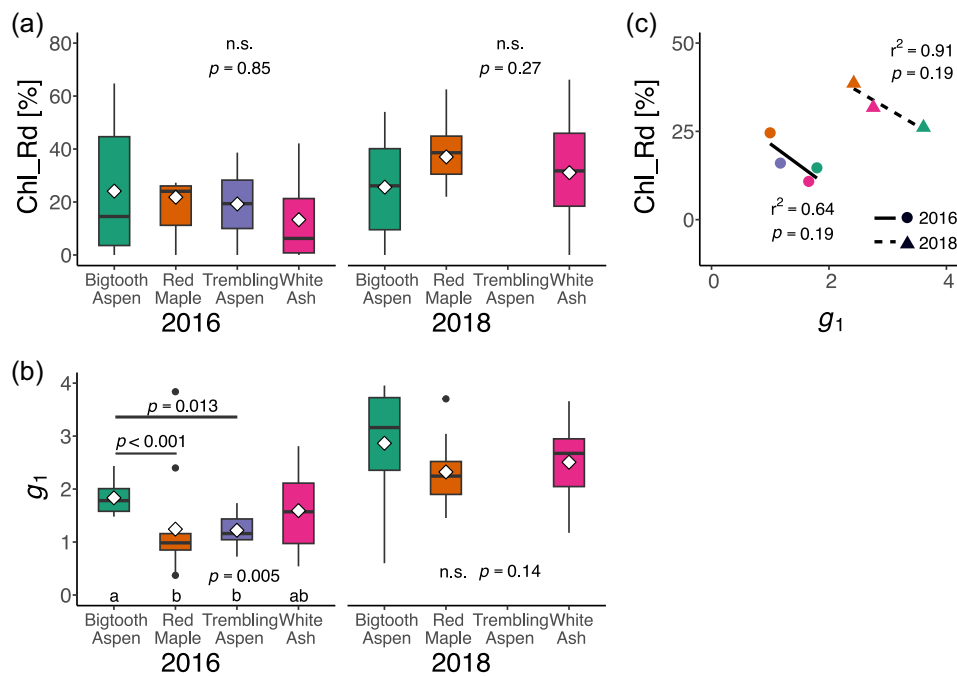 (a)
Chl_Rd [%]
80
60
40
20
0
n.s.
p = 0.85
n.s.
p = 0.27
Bigtooth Aspen
Red Maple
Trembling Aspen
White Ash
2016
Bigtooth Aspen
Red Maple
Trembling Aspen
White Ash
2018
(c)
Chl_Rd [%]
50
25
0
r² = 0.91
p = 0.19
r² = 0.64
p = 0.19
2016
2018
0 2 4
g₁
(b)
g₁
4
3
2
1
0
p = 0.013
p < 0.001
p = 0.005
a b b ab
n.s. p = 0.14
Bigtooth Aspen
Red Maple
Trembling Aspen
White Ash
2016
Bigtooth Aspen
Red Maple
Trembling Aspen
White Ash
2018